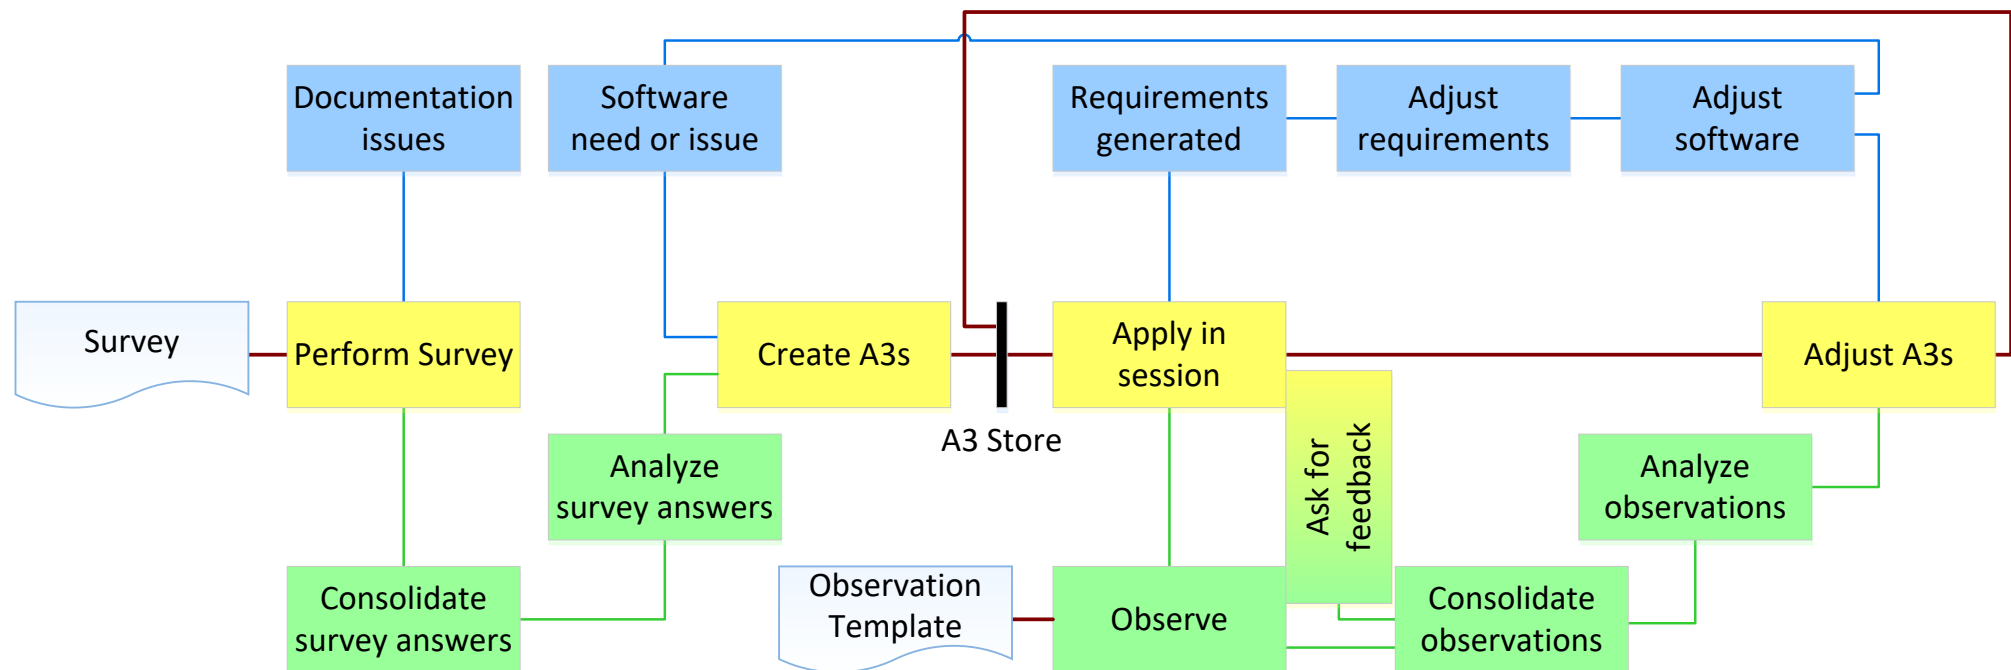 Documentation
issues
Software
need or issue
Requirements
generated
Adjust
requirements
Adjust
software
Survey
Perform Survey
Create A3s
A3 Store
Apply in
session
Adjust A3s
Analyze
survey answers
Ask for
feedback
Analyze
observations
Consolidate
survey answers
Observation
Template
Observe
Consolidate
observations